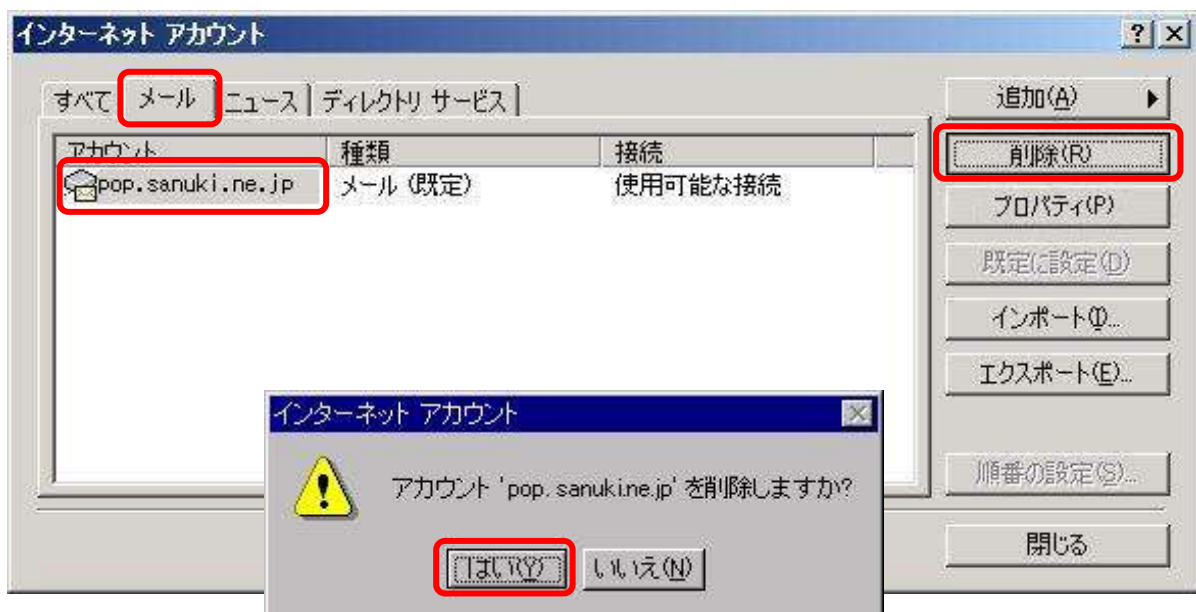 インターネット アカウント
すべて メール ニュース ディレクトリ サービス
追加(A)
アカウント 種類 接続
削除(R)
pop.sanuki.ne.jp メール (既定) 使用可能な接続
プロパティ(P)
既定に設定(D)
インポート(I)...
エクスポート(E)...
順番の設定(S)...
閉じる
インターネット アカウント
アカウント 'pop.sanuki.ne.jp' を削除しますか?
はい(Y) いいえ(N)